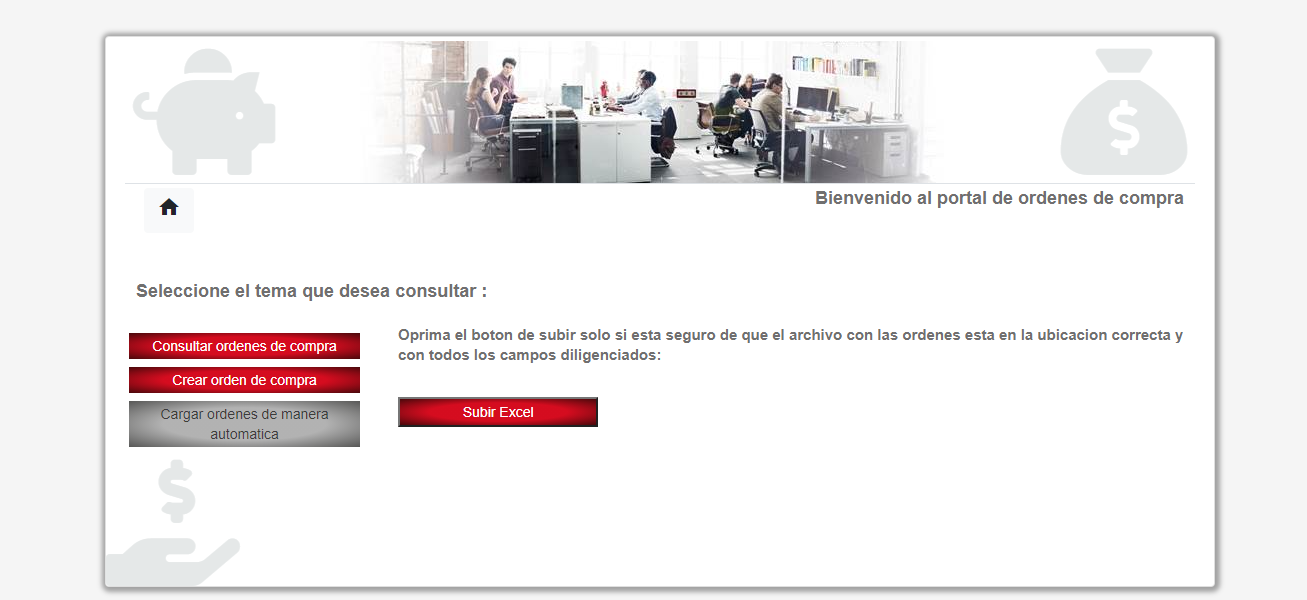 Bienvenido al portal de ordenes de compra
Seleccione el tema que desea consultar :
Consultar ordenes de compra
Crear orden de compra
Cargar ordenes de manera
automatica
Oprima el boton de subir solo si esta seguro de que el archivo con las ordenes esta en la ubicacion correcta y
con todos los campos diligenciados:
Subir Excel